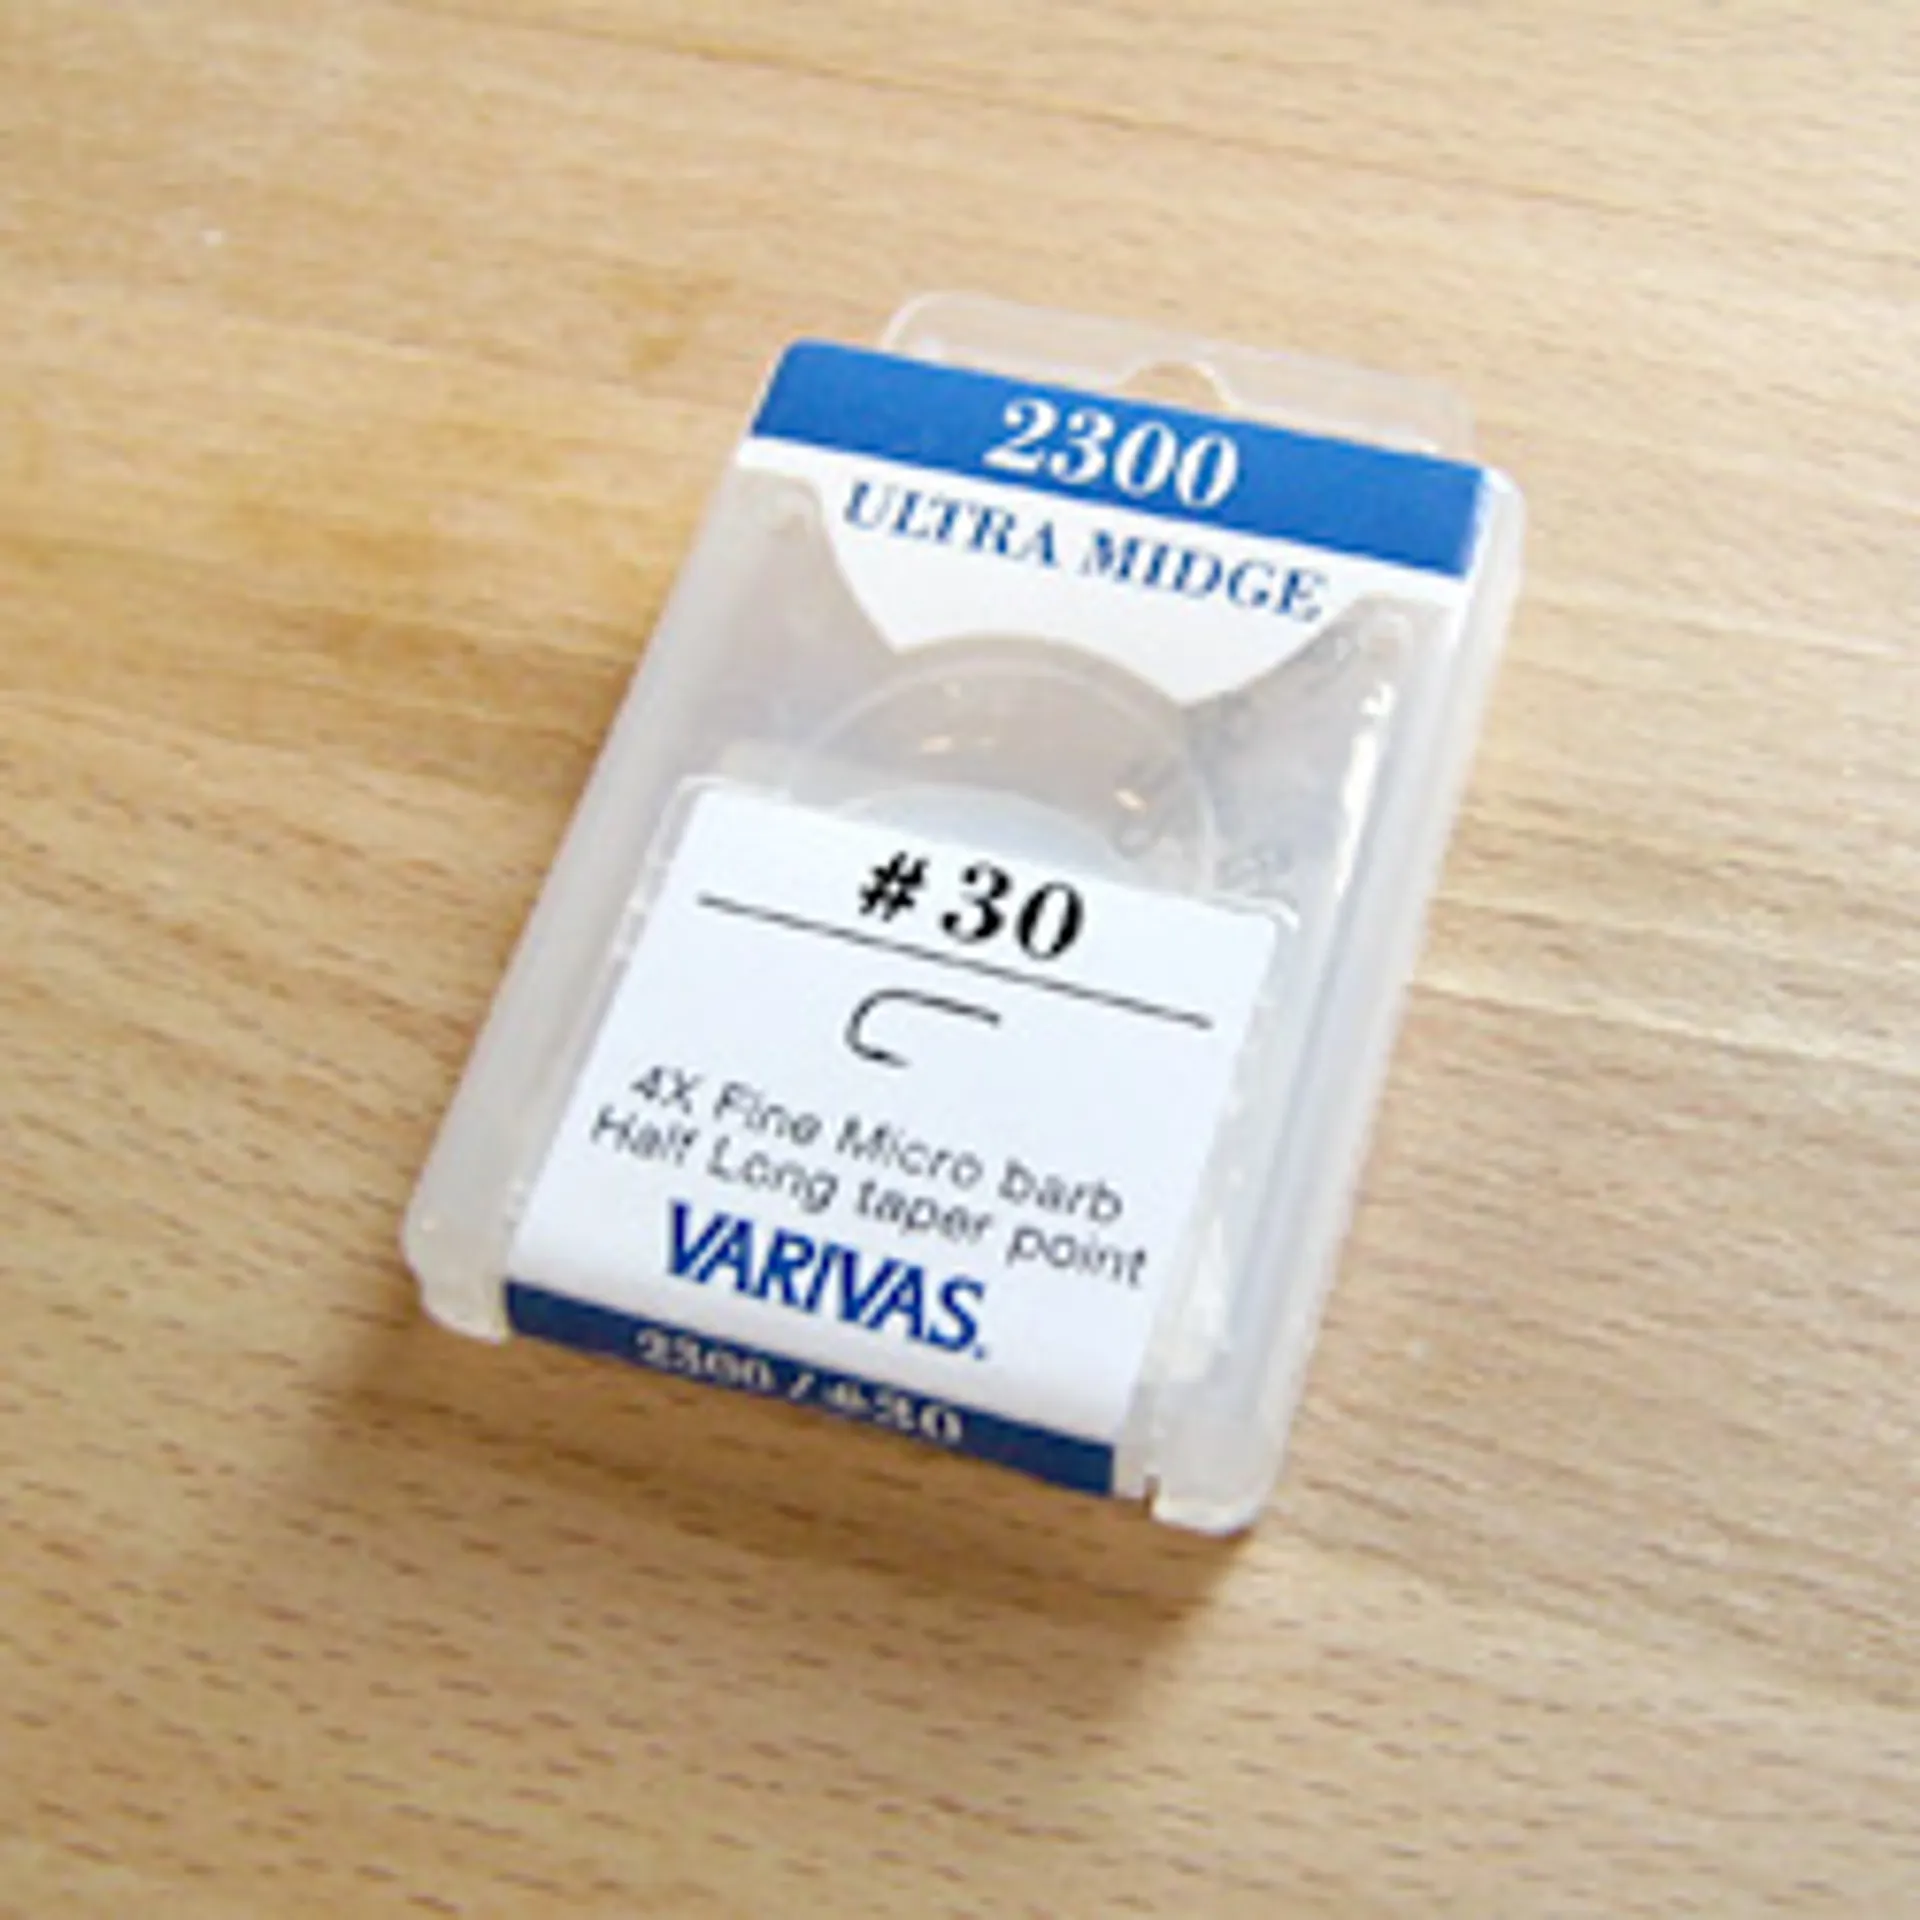 2300
ULTRA MIDGE
#30
4X Fine Micro barb
Half Long taper point
VARIVAS.
2300 / #30